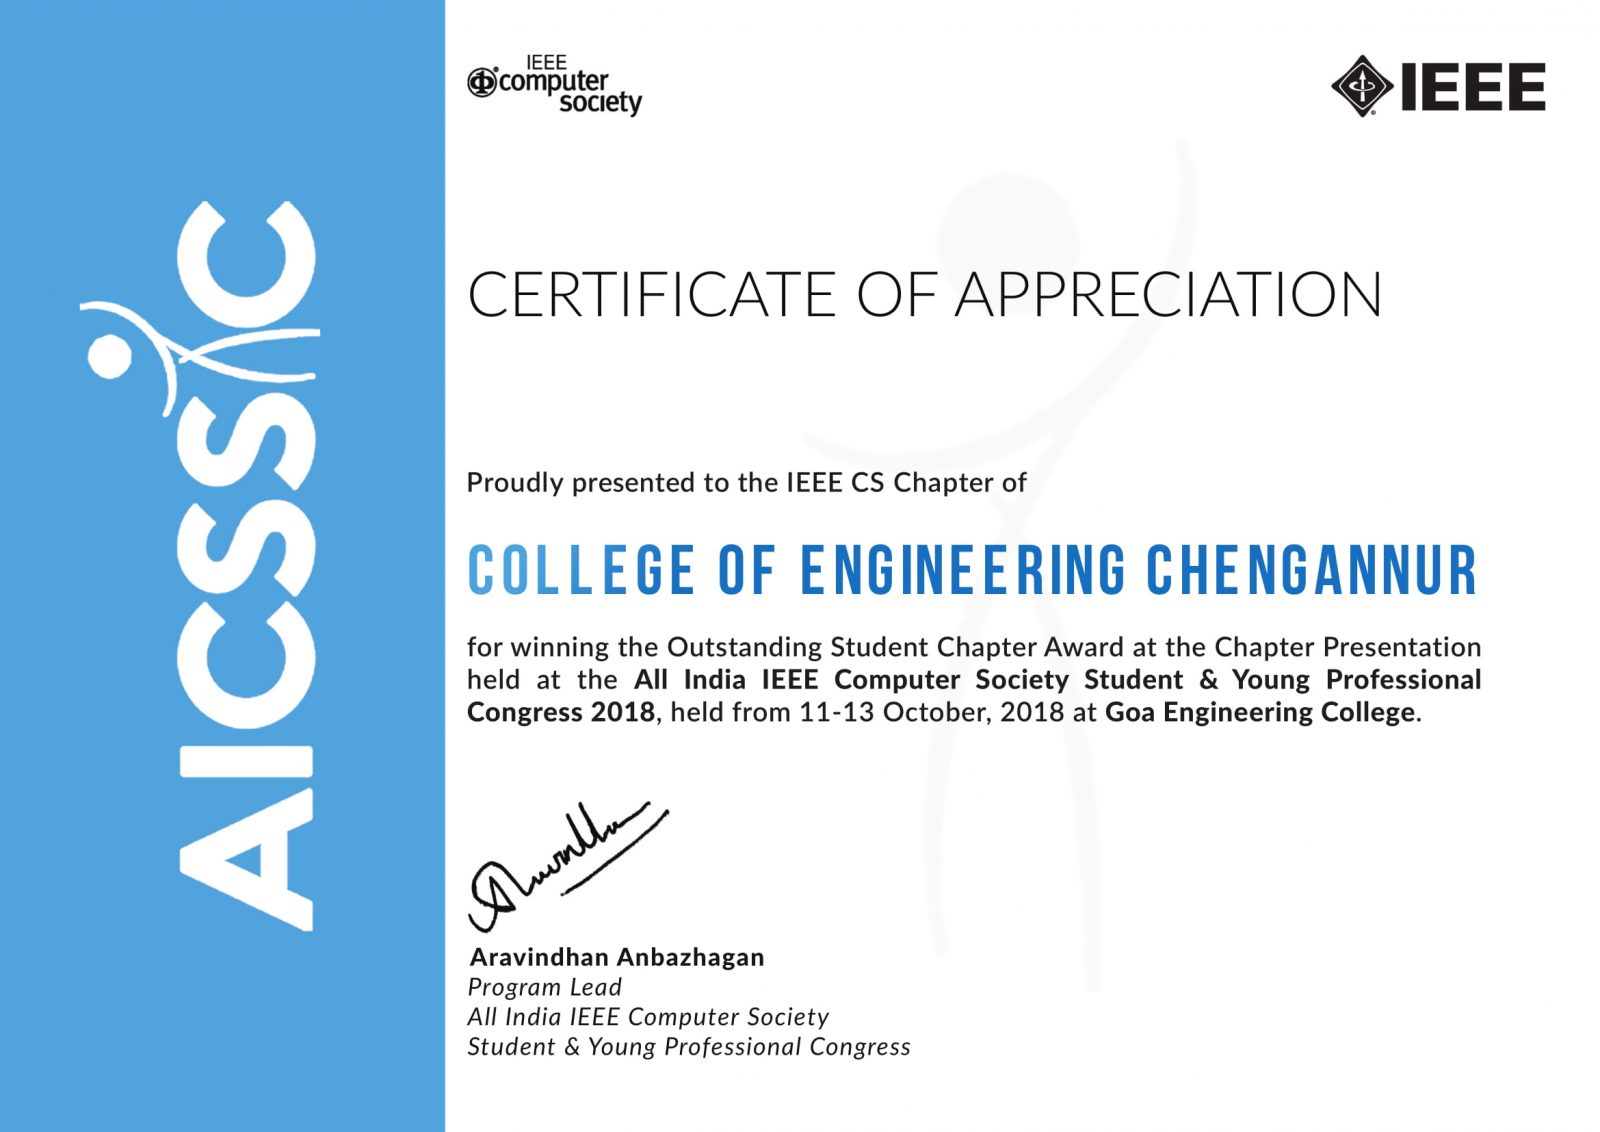 IEEE
computer
society
IEEE
AICSSYC
CERTIFICATE OF APPRECIATION
Proudly presented to the IEEE CS Chapter of
COLLEGE OF ENGINEERING CHENGANNUR
for winning the Outstanding Student Chapter Award at the Chapter Presentation
held at the All India IEEE Computer Society Student & Young Professional
Congress 2018, held from 11-13 October, 2018 at Goa Engineering College.
Aravindhan Anbazhagan
Program Lead
All India IEEE Computer Society
Student & Young Professional Congress